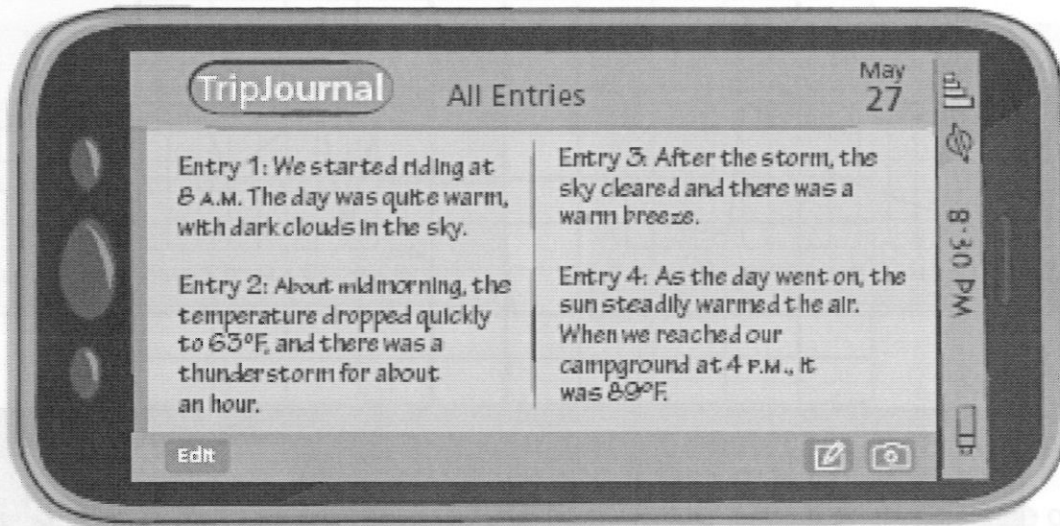 TripJournal
All Entries
May
27
Entry 1: We started riding at
8 A.M. The day was quite warm,
with dark clouds in the sky.
Entry 2: About midmorning, the
temperature dropped quickly
to 63°F, and there was a
thunderstorm for about
an hour.
Entry 3: After the storm, the
sky cleared and there was a
warm breeze.
Entry 4: As the day went on, the
sun steadily warmed the air.
When we reached our
campground at 4 P.M., it
was 89°F.
Edit
8:30 PM